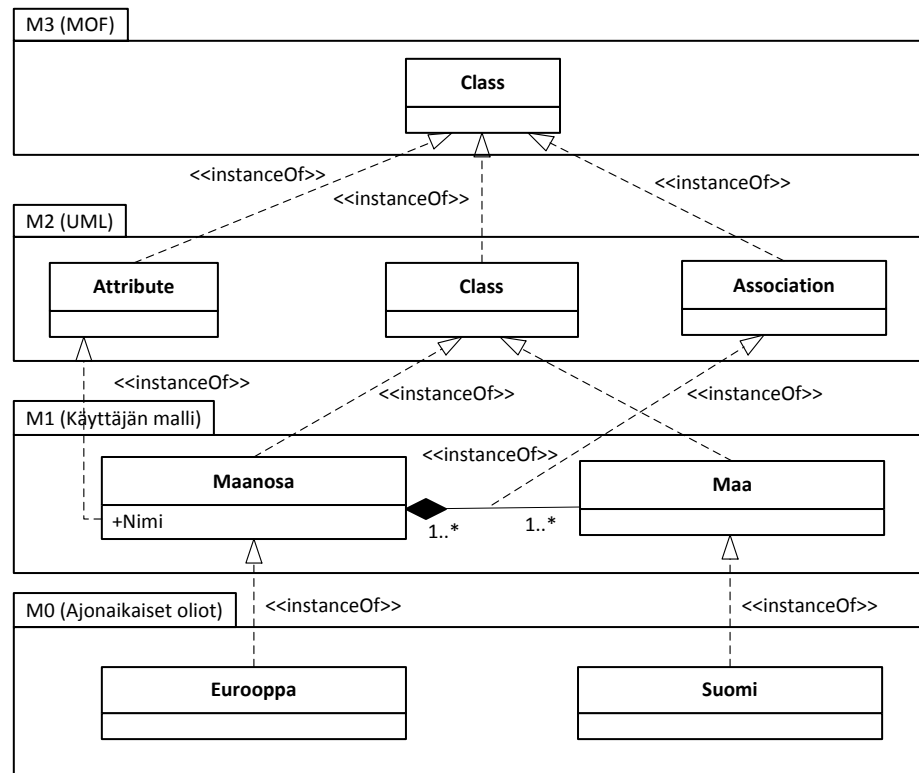 M3 (MOF)
Class
<<instanceOf>>
<<instanceOf>>
<<instanceOf>>
M2 (UML)
Attribute
Class
Association
<<instanceOf>>
<<instanceOf>>
<<instanceOf>>
M1 (Käyttäjän malli)
<<instanceOf>>
Maanosa
Maa
+Nimi
1..*
1..*
M0 (Ajonaikaiset oliot)
<<instanceOf>>
<<instanceOf>>
Eurooppa
Suomi